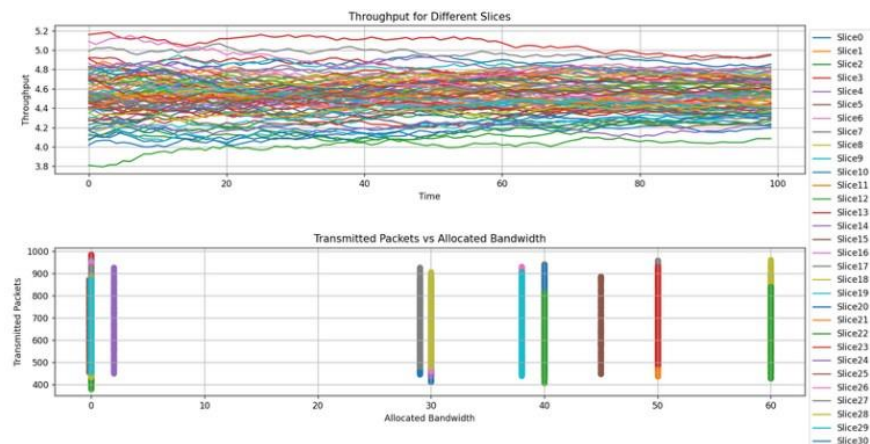 Throughput for Different Slices
5.2
5.0
4.8
4.6
4.4
4.2
4.0
3.8
Throughput
0 20 40 60 80 100
Time
Transmitted Packets vs Allocated Bandwidth
1000
900
800
700
600
500
400
Transmitted Packets
0 10 20 30 40 50 60
Allocated Bandwidth
Slice0
Slice1
Slice2
Slice3
Slice4
Slice5
Slice6
Slice7
Slice8
Slice9
Slice10
Slice11
Slice12
Slice13
Slice14
Slice15
Slice16
Slice17
Slice18
Slice19
Slice20
Slice21
Slice22
Slice23
Slice24
Slice25
Slice26
Slice27
Slice28
Slice29
Slice30